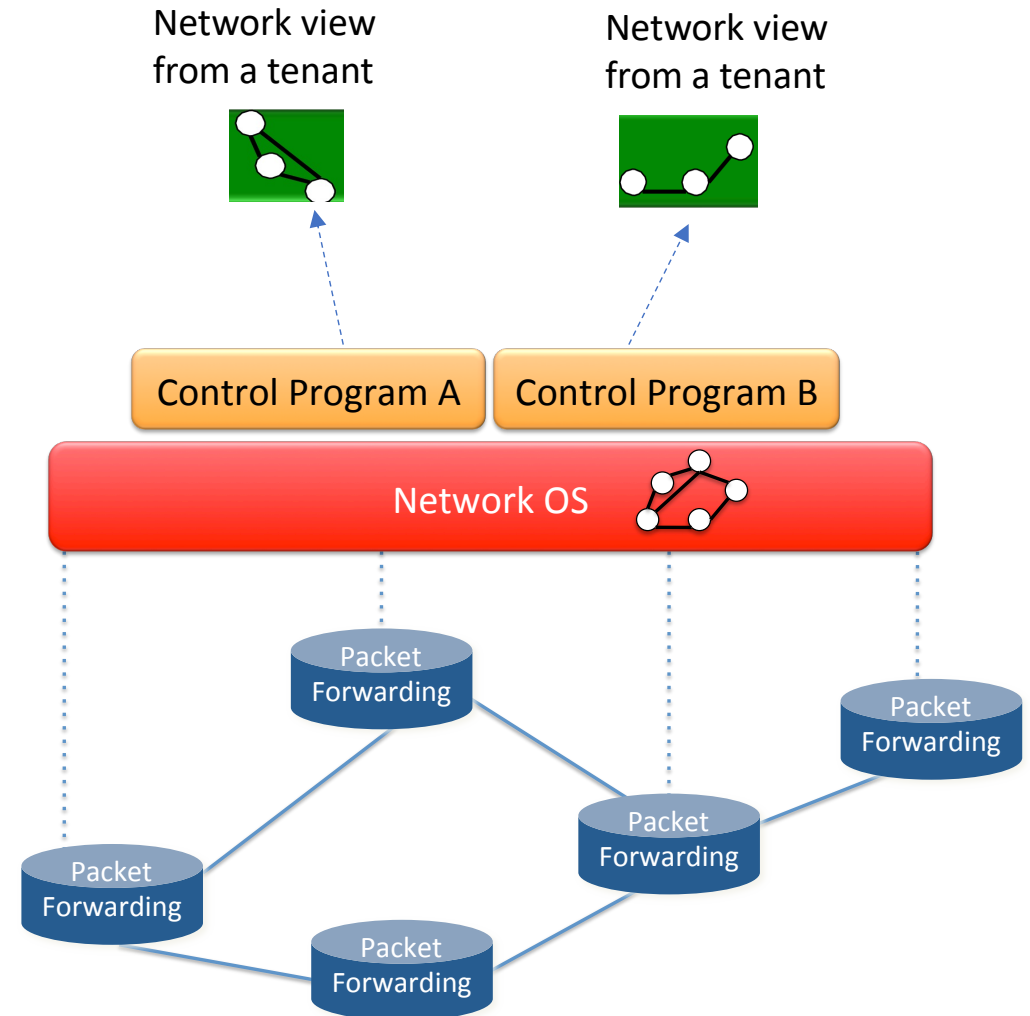 Network view
from a tenant
Network view
from a tenant
Control Program A
Control Program B
Network OS
Packet
Forwarding
Packet
Forwarding
Packet
Forwarding
Packet
Forwarding
Packet
Forwarding